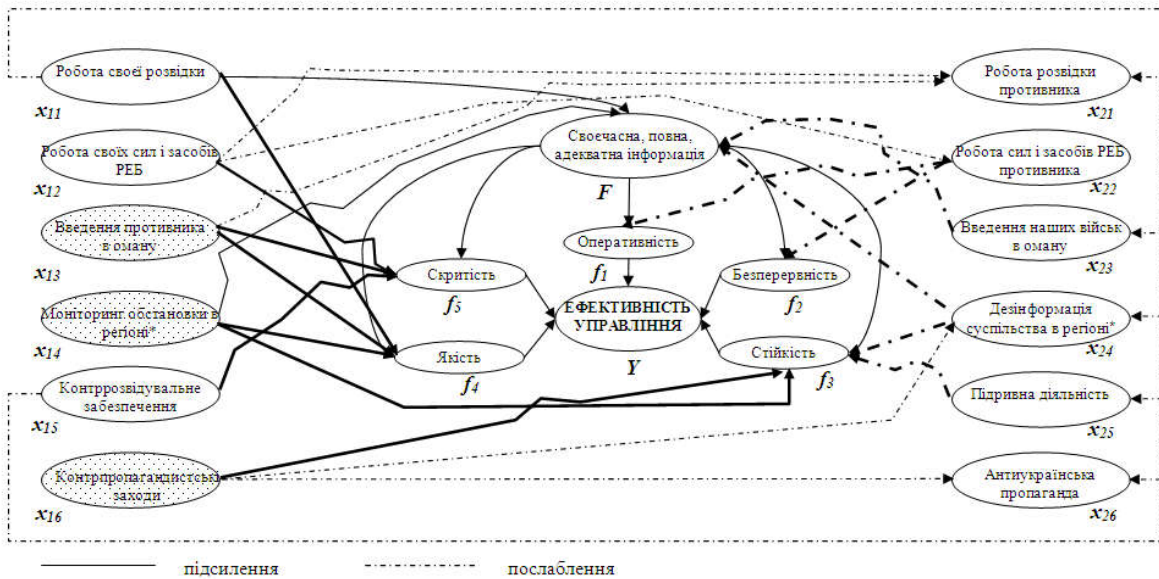 Робота своєї розвідки
x11
Робота своїх сил і засобів
РЕБ
x12
Введення противника
в оману
x13
Моніторинг обстановки в
регіоні*
x14
Контррозвідувальне
забезпечення
x15
Контрпропагандистські
заходи
x16
Своєчасна, повна,
адекватна інформація
F
Оперативність
f1
Скритість
f5
Безперервність
f2
ЕФЕКТИВНІСТЬ
УПРАВЛІННЯ
Y
Якість
f4
Стійкість
f3
Робота розвідки
противника
x21
Робота сил і засобів РЕБ
противника
x22
Введення наших військ
в оману
x23
Дезінформація
суспільства в регіоні*
x24
Підривна діяльність
x25
Антиукраїнська
пропаганда
x26
підсилення
послаблення